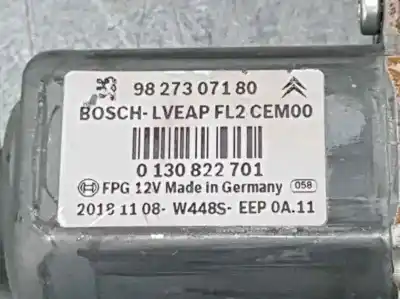 98 273 071 80
BOSCH- LVEAP FL2 CEM00
0 130 822 701
FPG 12V Made in Germany 058
2018 11 08- W448S- EEP 0A.11